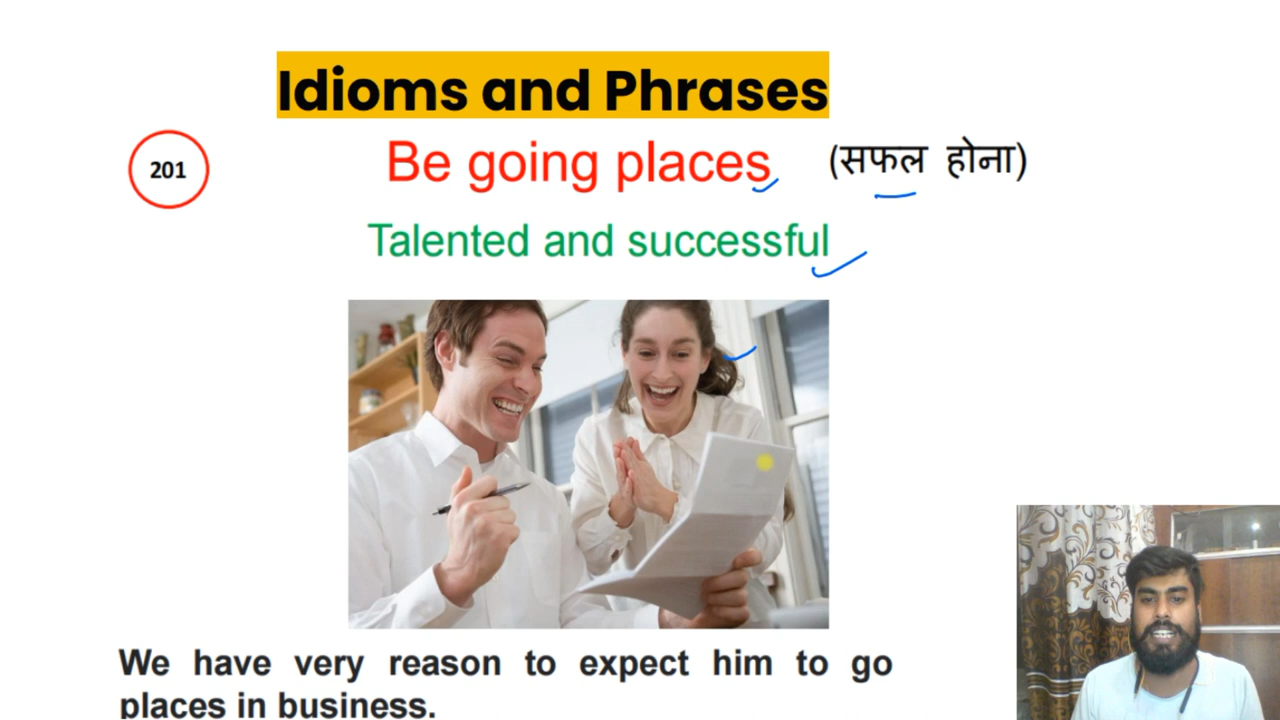 Idioms and Phrases
201
Be going places (सफल होना)
Talented and successful
We have very reason to expect him to go
places in business.